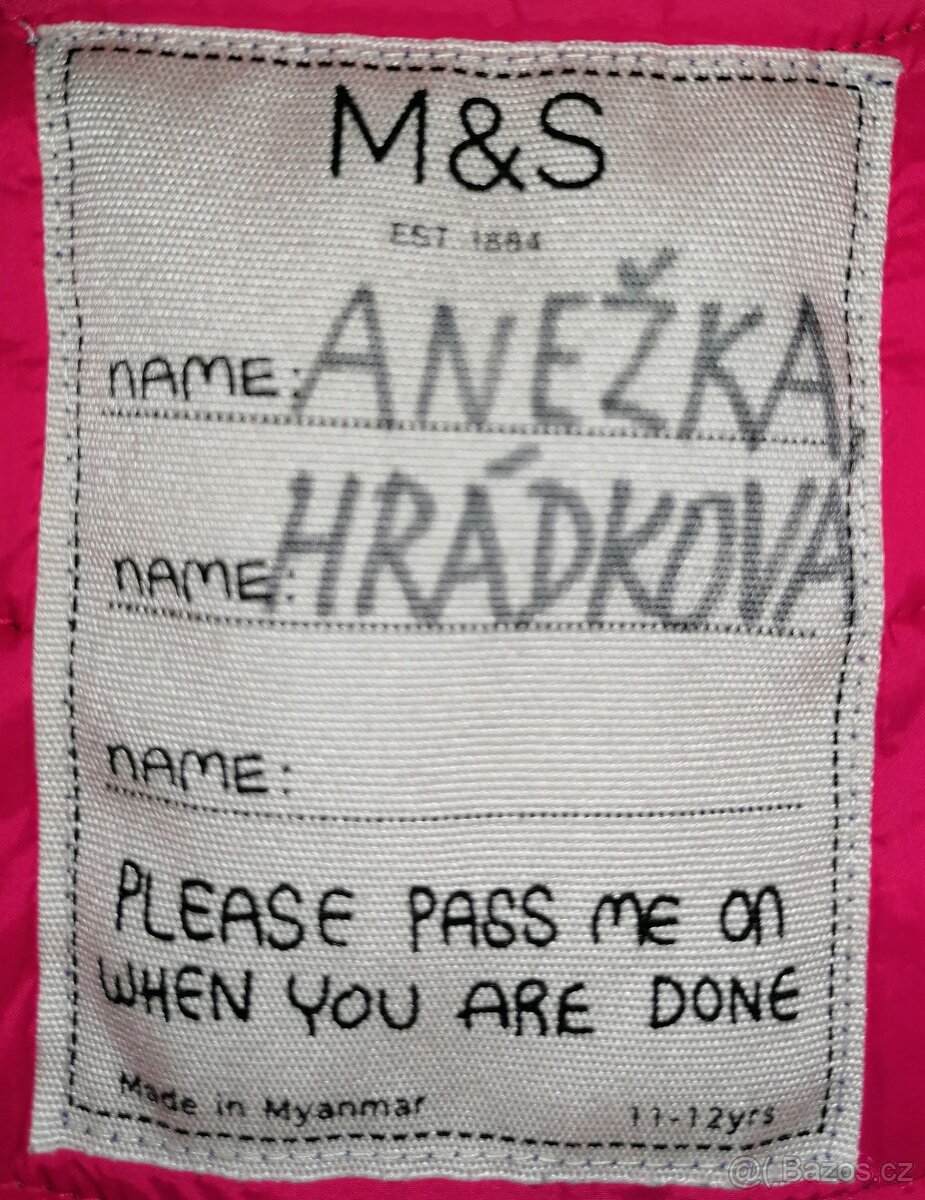 M&S
EST 1884
NAME: ANEŽKA,
NAME: HRÁDKOVA
NAME:
PLEASE PASS ME ON
WHEN YOU ARE DONE
Made in Myanmar 11-12yrs
@( Bazos.cz